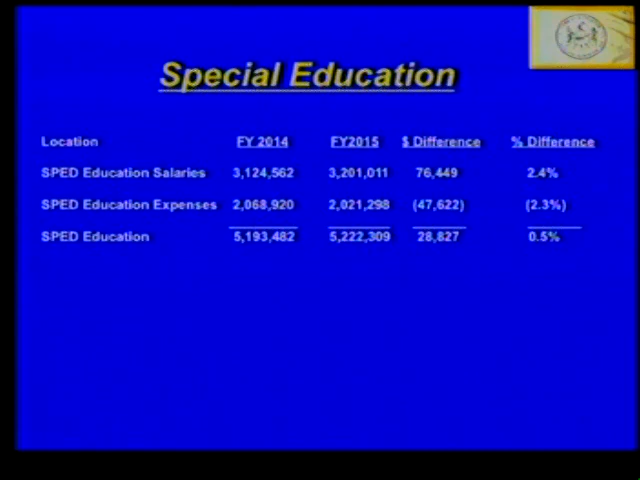 Special Education
Location FY 2014 FY2015 $ Difference % Difference
SPED Education Salaries 3,124,562 3,201,011 76,449 2.4%
SPED Education Expenses 2,068,920 2,021,298 (47,622) (2.3%)
SPED Education 5,193,482 5,222,309 28,827 0.5%